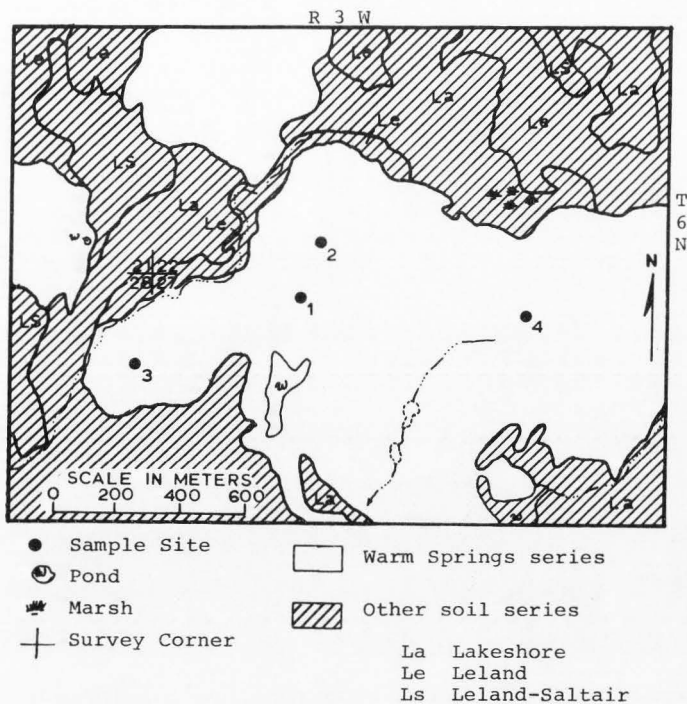 R 3 W
Le
La
Le
La
Ls
La
Le
Le
Ls
La
Le
T
6
N
w
21 22
28 27
N
2
1
4
3
Ls
w
SCALE IN METERS
0 200 400 600
La
w
La
Sample Site
w Pond
Marsh
Survey Corner
Warm Springs series
Other soil series
La Lakeshore
Le Leland
Ls Leland-Saltair